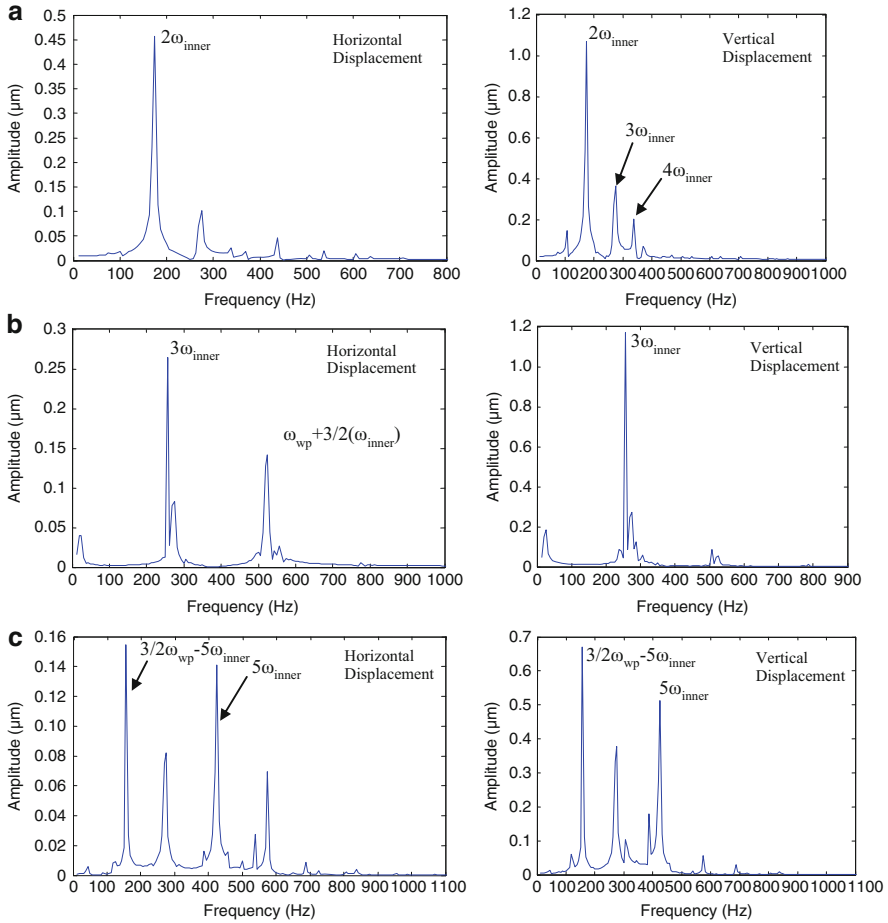 a
0.5
0.45
0.4
0.35
0.3
0.25
0.2
0.15
0.1
0.05
0
0 100 200 300 400 500 600 700 800
Amplitude (μm)
Frequency (Hz)
2ω_inner
Horizontal
Displacement
1.2
1.0
0.8
0.6
0.4
0.2
0
0 100 200 300 400 500 600 700 800 900 1000
Amplitude (μm)
Frequency (Hz)
2ω_inner
3ω_inner
4ω_inner
Vertical
Displacement
b
0.3
0.25
0.2
0.15
0.1
0.05
0
0 100 200 300 400 500 600 700 800 900 1000
Amplitude (μm)
Frequency (Hz)
3ω_inner
ω_wp+3/2(ω_inner)
Horizontal
Displacement
1.2
1.0
0.8
0.6
0.4
0.2
0
0 100 200 300 400 500 600 700 800 900
Amplitude (μm)
Frequency (Hz)
3ω_inner
Vertical
Displacement
c
0.16
0.14
0.12
0.10
0.08
0.06
0.04
0.02
0
0 100 200 300 400 500 600 700 800 900 1000 1100
Amplitude (μm)
Frequency (Hz)
3/2ω_wp-5ω_inner
5ω_inner
Horizontal
Displacement
0.7
0.6
0.5
0.4
0.3
0.2
0.1
0
0 100 200 300 400 500 600 700 800 900 1000 1100
Amplitude (μm)
Frequency (Hz)
3/2ω_wp-5ω_inner
5ω_inner
Vertical
Displacement